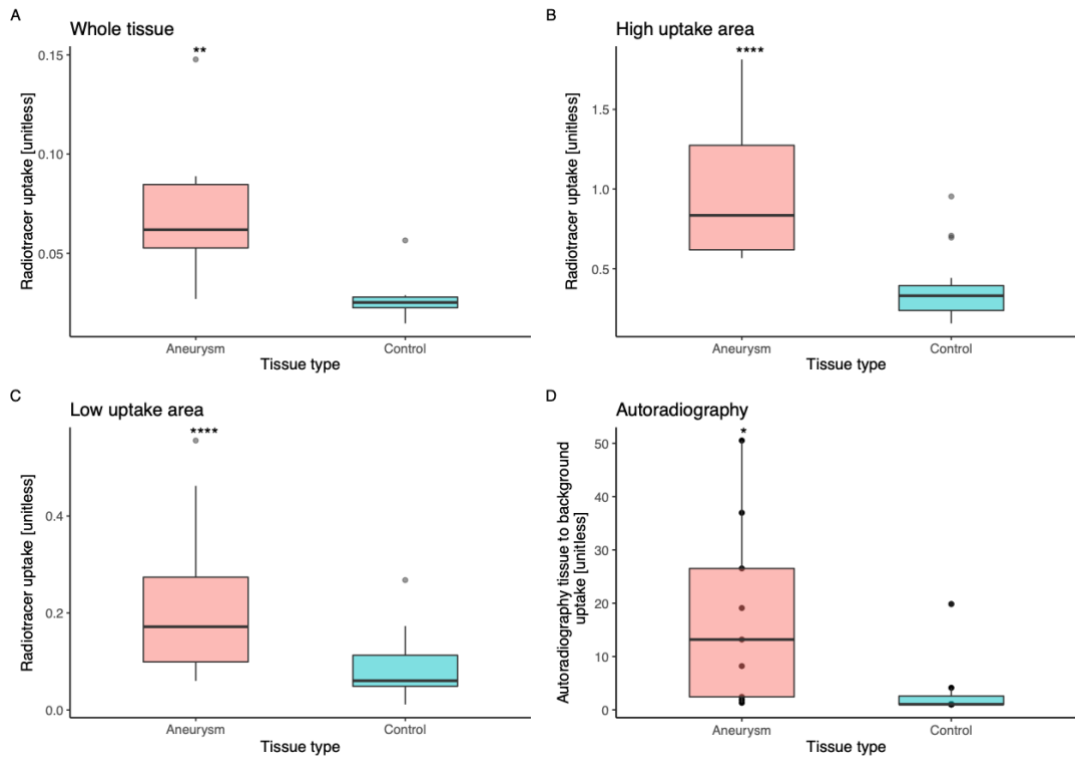 A
Whole tissue
**
Radiotracer uptake [unitless]
0.15
0.10
0.05
Aneurysm
Control
Tissue type
B
High uptake area
****
Radiotracer uptake [unitless]
1.5
1.0
0.5
Aneurysm
Control
Tissue type
C
Low uptake area
****
Radiotracer uptake [unitless]
0.4
0.2
0.0
Aneurysm
Control
Tissue type
D
Autoradiography
*
Autoradiography tissue to background
uptake [unitless]
50
40
30
20
10
0
Aneurysm
Control
Tissue type